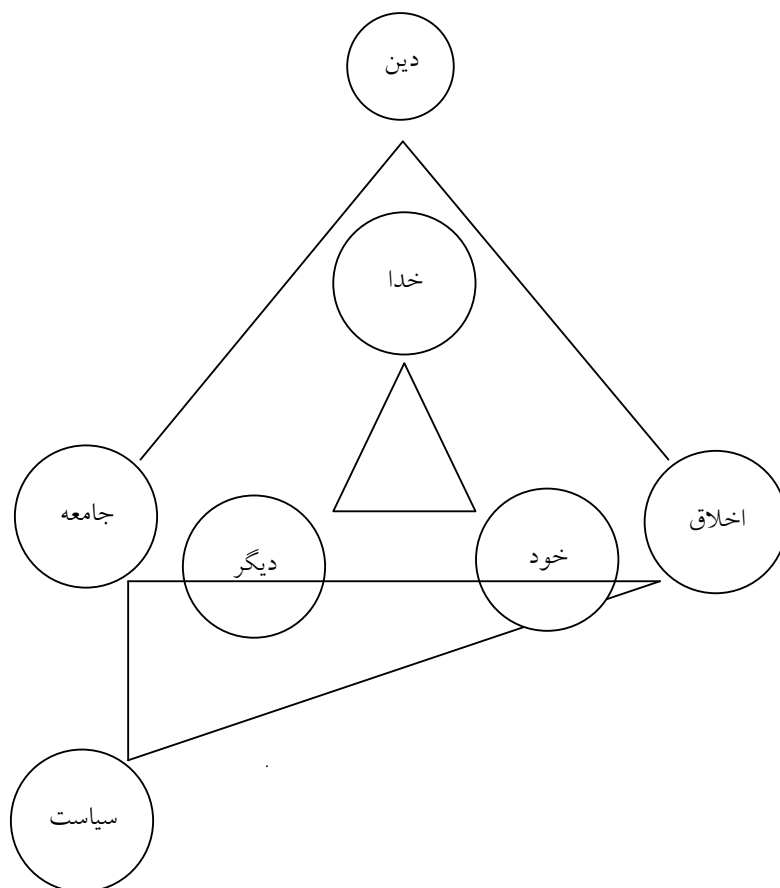 دین
خدا
اخلاق
جامعه
خود
دیگر
سیاست